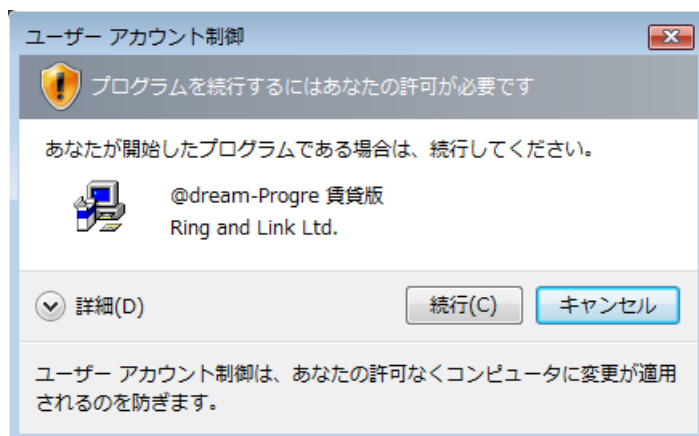 ユーザー アカウント制御
プログラムを続行するにはあなたの許可が必要です
あなたが開始したプログラムである場合は、続行してください。
@dream-Progre 賃貸版
Ring and Link Ltd.
詳細(D)
続行(C)
キャンセル
ユーザー アカウント制御は、あなたの許可なくコンピュータに変更が適用
されるのを防ぎます。